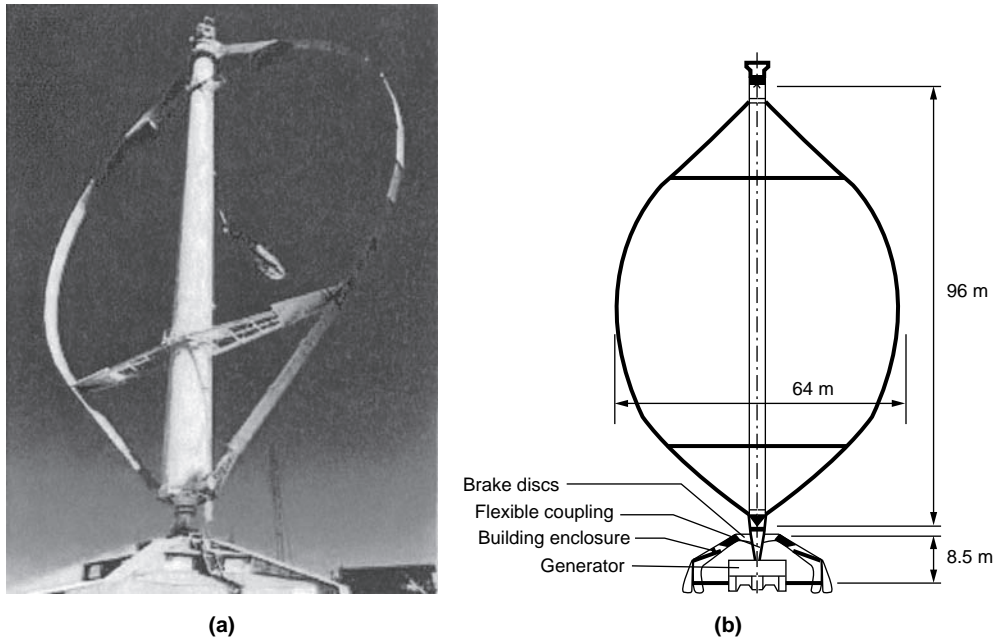 96 m
64 m
Brake discs
Flexible coupling
Building enclosure
Generator
8.5 m
(a)
(b)